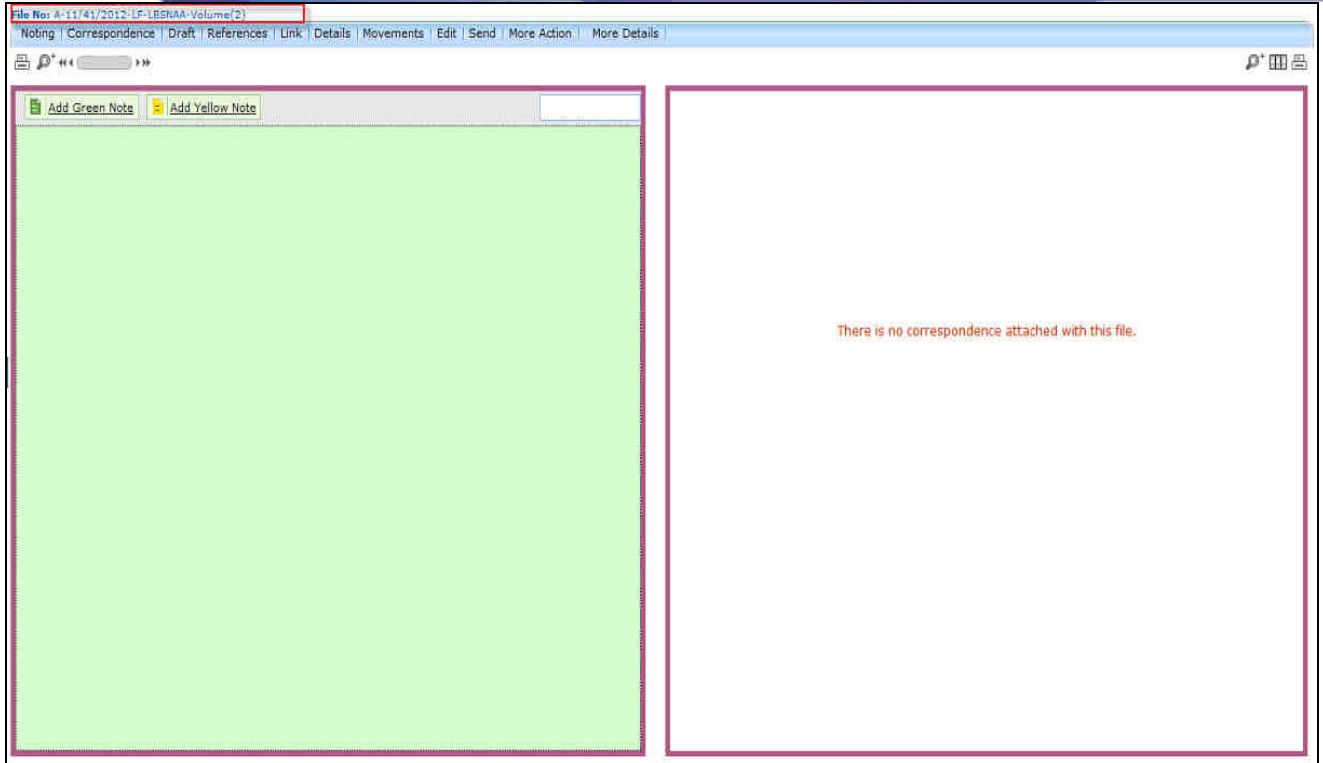 File No: A-11/41/2012-LF-LBSNAA-Volume(2)
Noting | Correspondence | Draft | References | Link | Details | Movements | Edit | Send | More Action | More Details |
Add Green Note Add Yellow Note
There is no correspondence attached with this file.